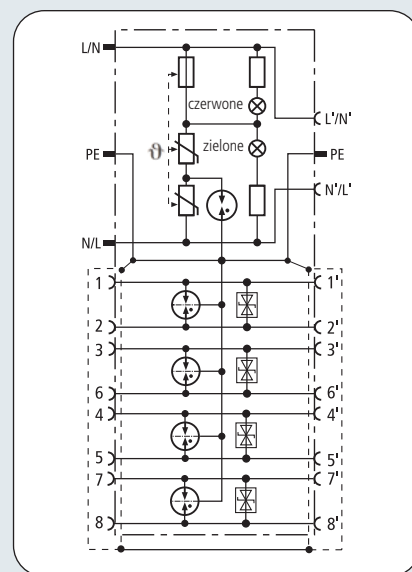 L/N
czerwone
L'/N'
ϑ
zielone
PE
PE
N'/L'
N/L
1
1'
2
2'
3
3'
6
6'
4
4'
5
5'
7
7'
8
8'